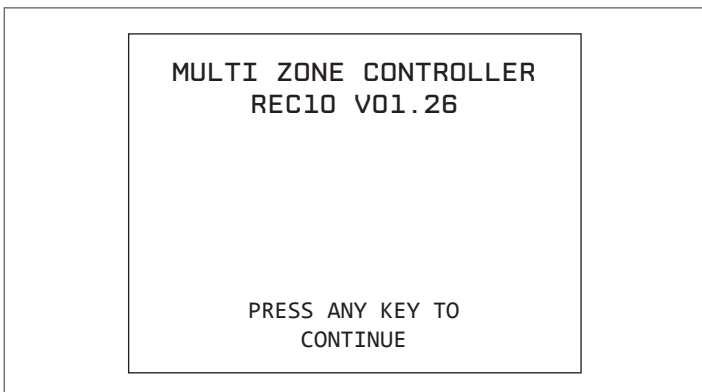 MULTI ZONE CONTROLLER
REC10 V01.26
PRESS ANY KEY TO
CONTINUE